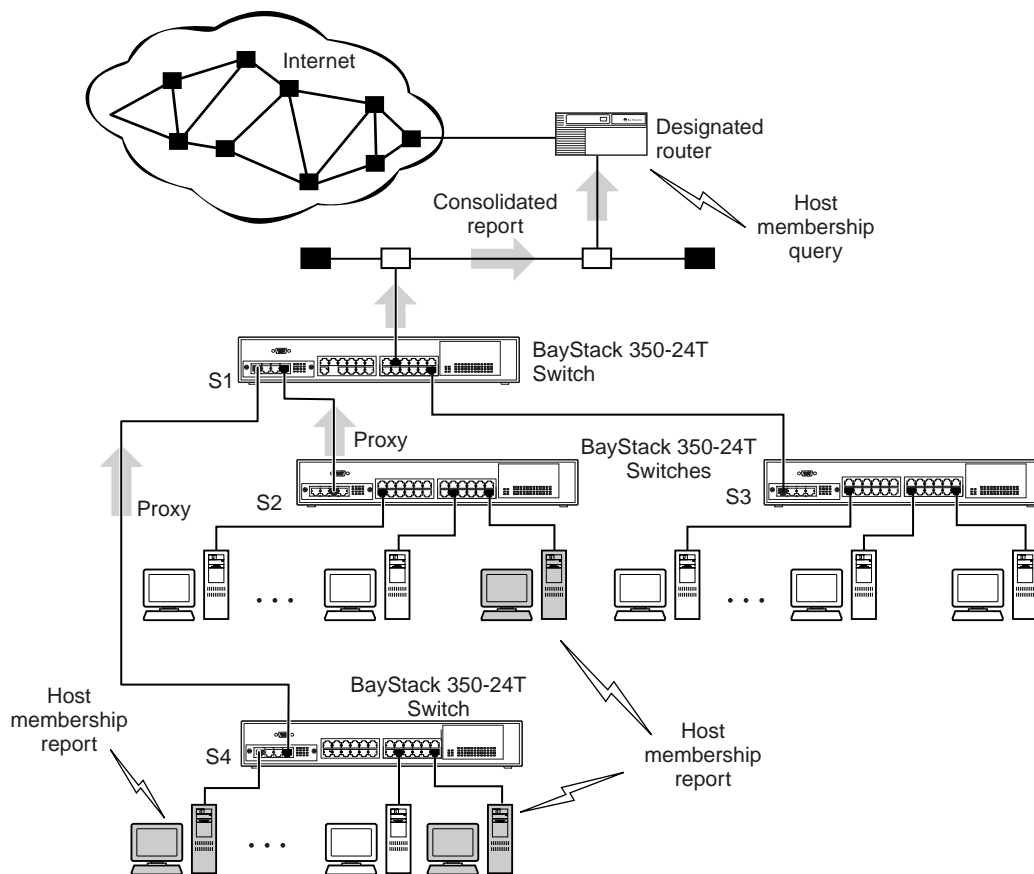 Internet
Designated
router
Consolidated
report
Host
membership
query
BayStack 350-24T
Switch
S1
Proxy
BayStack 350-24T
Switches
S2
S3
Proxy
BayStack 350-24T
Switch
Host
membership
report
S4
Host
membership
report